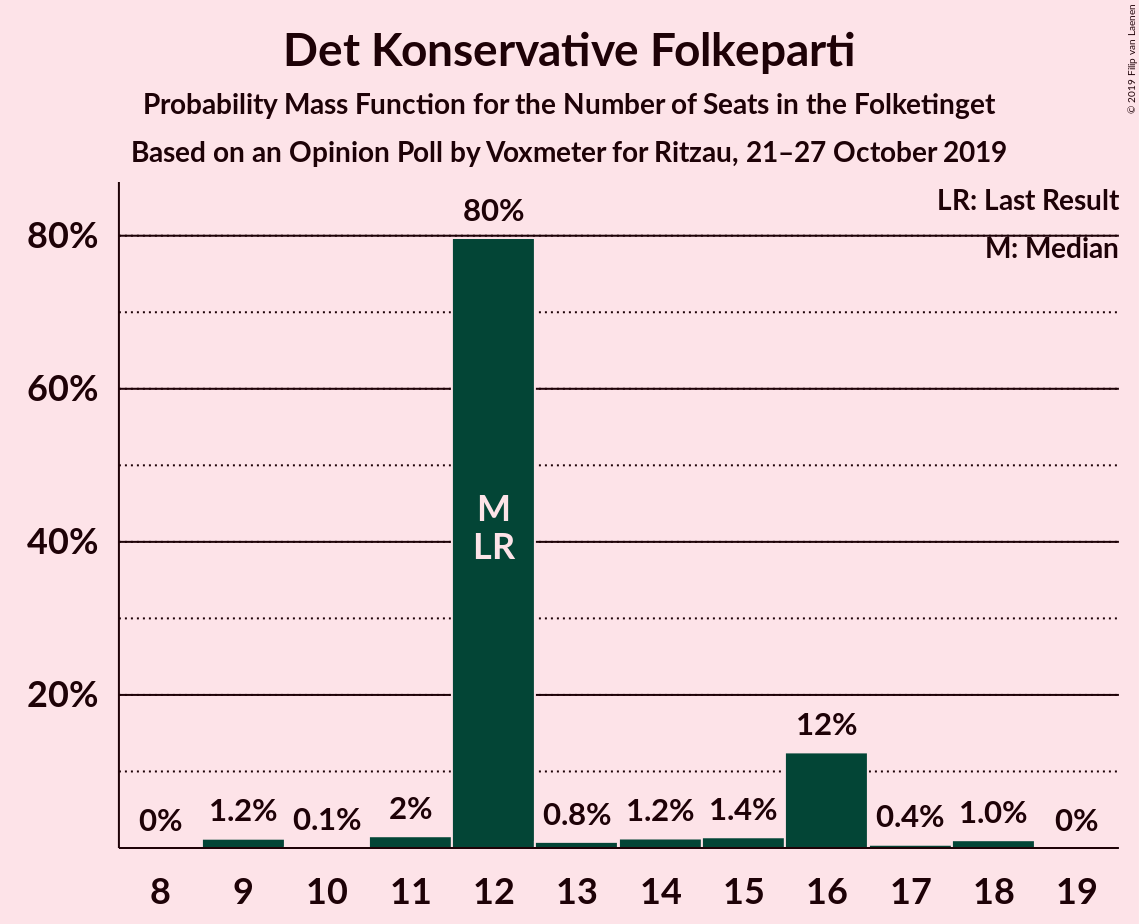 Det Konservative Folkeparti
Probability Mass Function for the Number of Seats in the Folketinget
Based on an Opinion Poll by Voxmeter for Ritzau, 21–27 October 2019
© 2019 Filip van Laenen
LR: Last Result
M: Median
80%
60%
40%
20%
0%
1.2%
0.1%
2%
80%
M
LR
0.8%
1.2%
1.4%
12%
0.4%
1.0%
0%
8 9 10 11 12 13 14 15 16 17 18 19